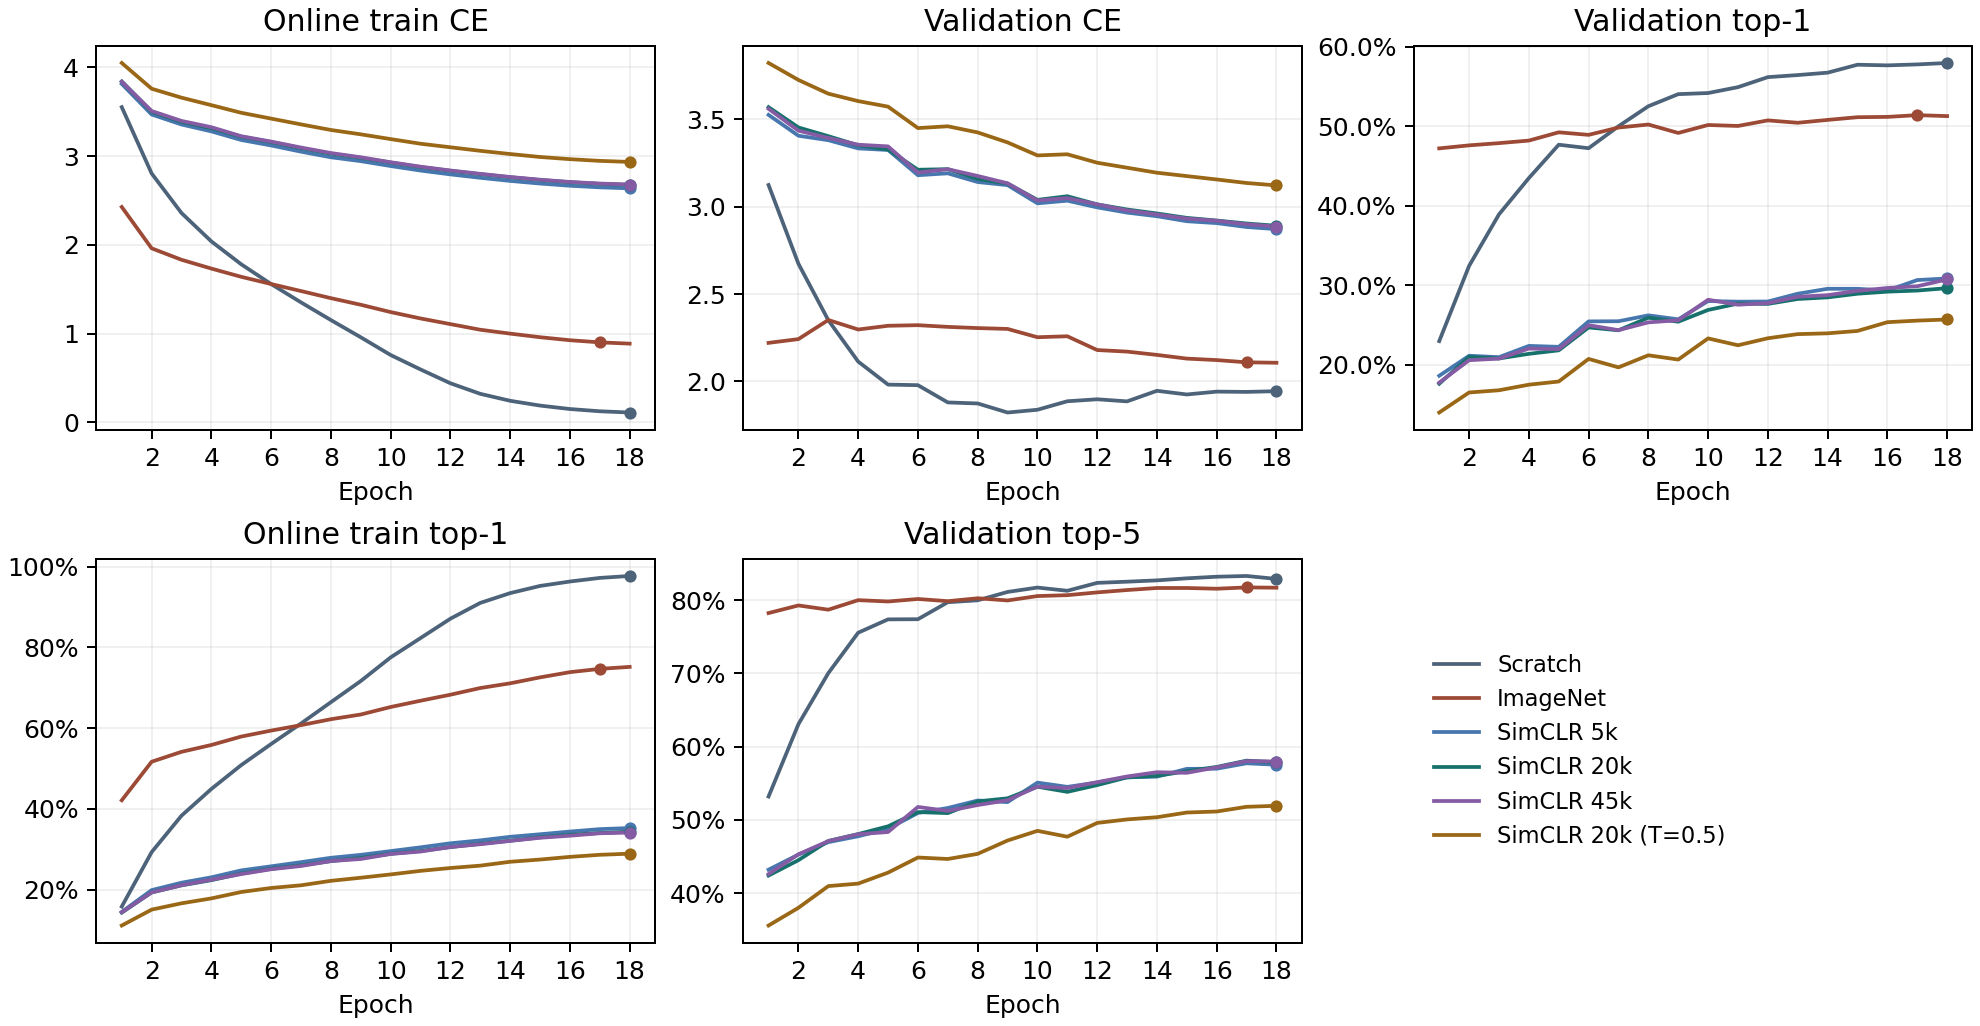 Online train CE
4
3
2
1
0
2 4 6 8 10 12 14 16 18
Epoch
Validation CE
3.5
3.0
2.5
2.0
2 4 6 8 10 12 14 16 18
Epoch
Validation top-1
60.0%
50.0%
40.0%
30.0%
20.0%
2 4 6 8 10 12 14 16 18
Epoch
Online train top-1
100%
80%
60%
40%
20%
2 4 6 8 10 12 14 16 18
Epoch
Validation top-5
80%
70%
60%
50%
40%
2 4 6 8 10 12 14 16 18
Epoch
Scratch
ImageNet
SimCLR 5k
SimCLR 20k
SimCLR 45k
SimCLR 20k (T=0.5)